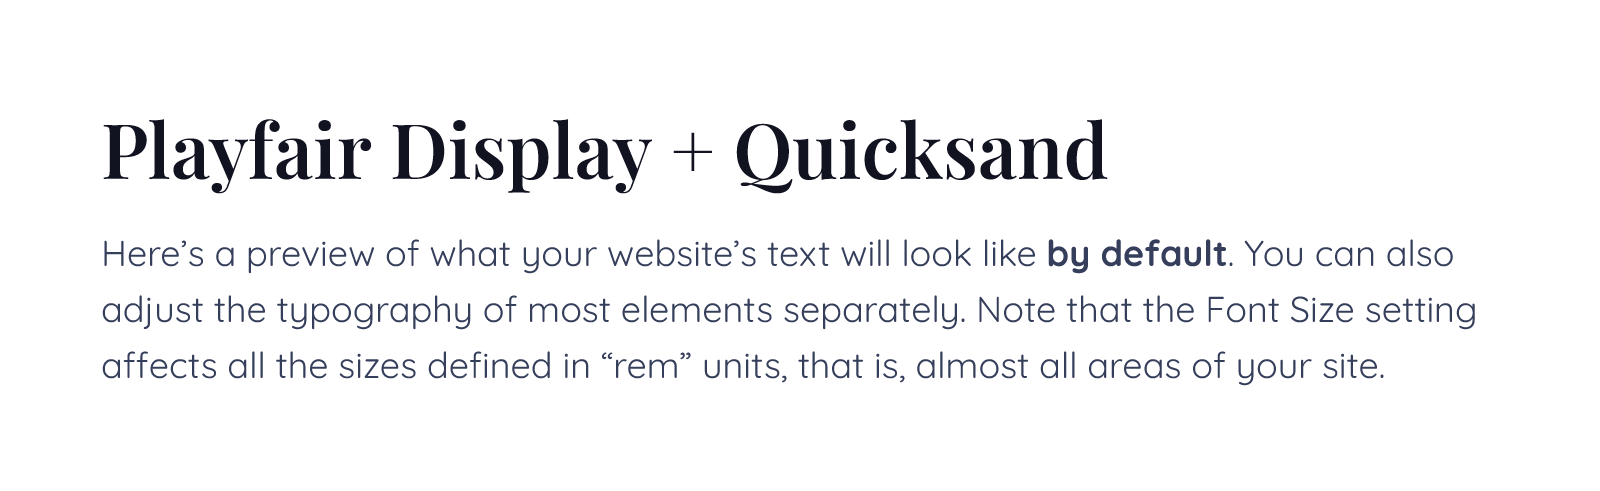 Playfair Display + Quicksand
Here’s a preview of what your website’s text will look like by default. You can also
adjust the typography of most elements separately. Note that the Font Size setting
affects all the sizes defined in “rem” units, that is, almost all areas of your site.